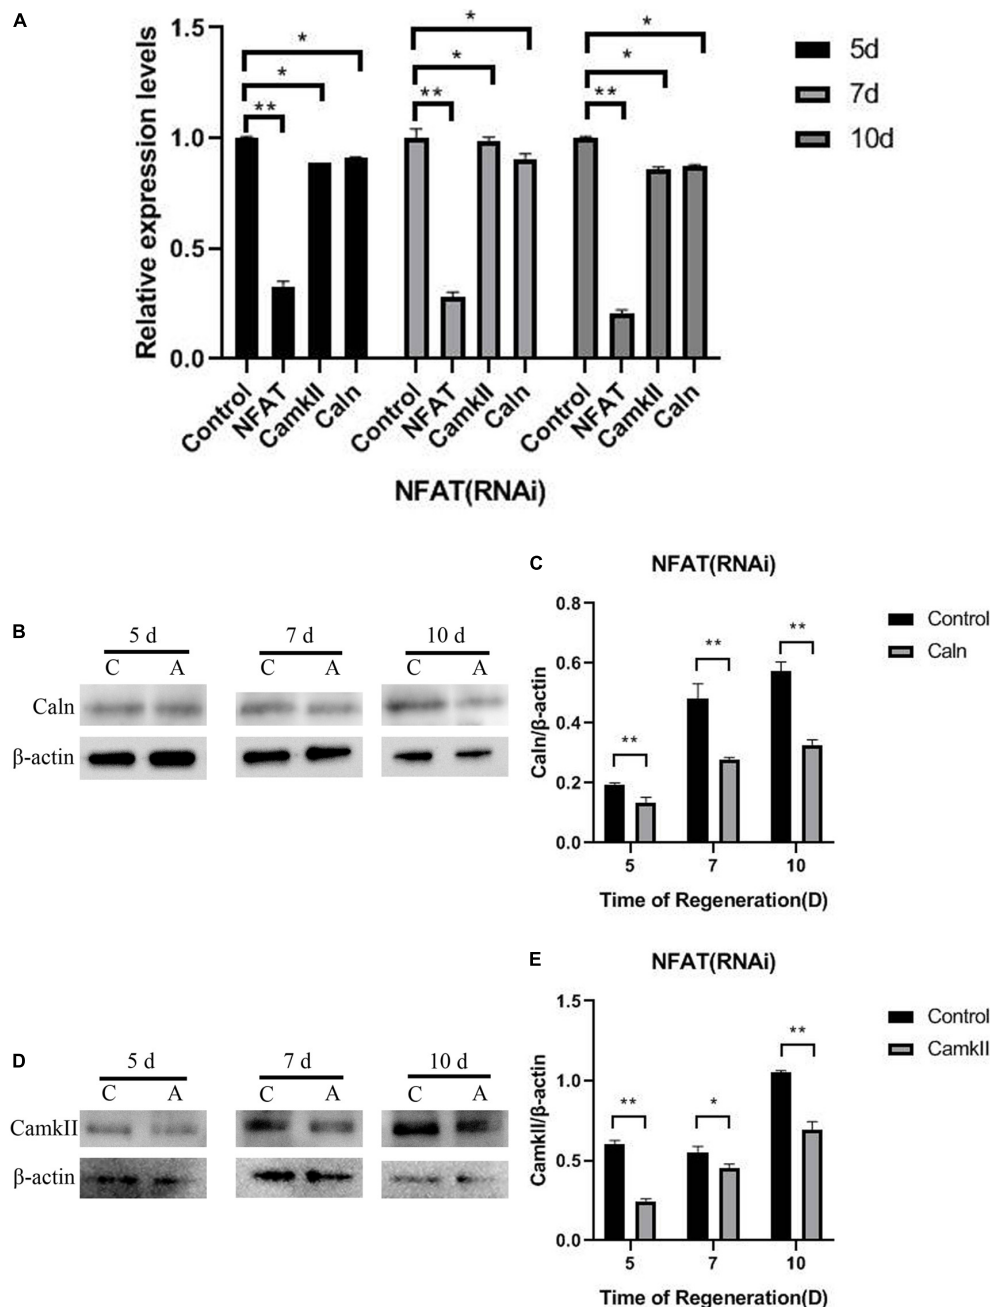 A
Relative expression levels
1.5
1.0
0.5
0.0
* * **
* * **
* * **
5d
7d
10d
Control NFAT CamkII Caln Control NFAT CamkII Caln Control NFAT CamkII Caln
NFAT(RNAi)
B
5 d 7 d 10 d
C A C A C A
Caln
β-actin
C
NFAT(RNAi)
Caln/β-actin
0.8
0.6
0.4
0.2
0.0
** ** **
Control
Caln
5 7 10
Time of Regeneration(D)
D
5 d 7 d 10 d
C A C A C A
CamkII
β-actin
E
NFAT(RNAi)
CamkII/β-actin
1.5
1.0
0.5
0.0
** * **
Control
CamkII
5 7 10
Time of Regeneration(D)